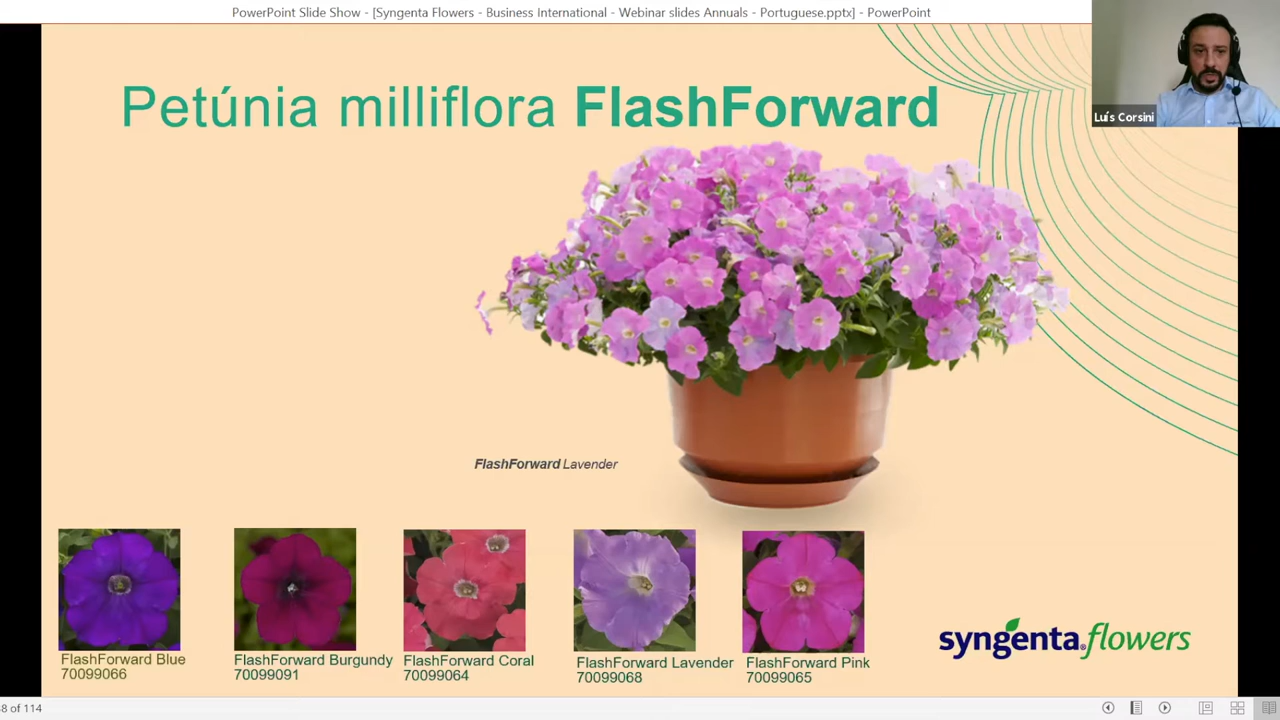 PowerPoint Slide Show - [Syngenta Flowers - Business International - Webinar slides Annuals - Portuguese.pptx] - PowerPoint
Luís Corsini
Petúnia milliflora FlashForward
FlashForward Lavender
FlashForward Blue
70099066
FlashForward Burgundy
70099091
FlashForward Coral
70099064
FlashForward Lavender
70099068
FlashForward Pink
70099065
syngenta® flowers
8 of 114